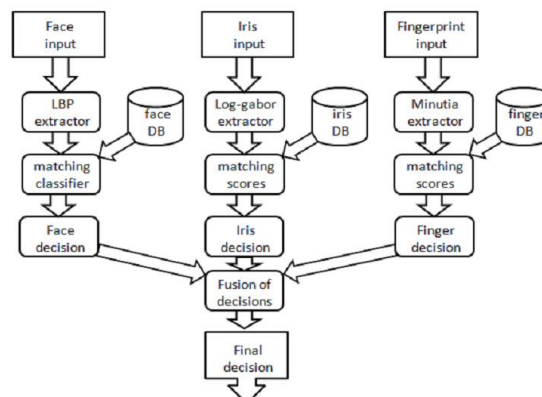 Face
input
Iris
input
Fingerprint
input
LBP
extractor
face
DB
Log-gabor
extractor
iris
DB
Minutia
extractor
finger
DB
matching
classifier
matching
scores
matching
scores
Face
decision
Iris
decision
Finger
decision
Fusion of
decisions
Final
decision